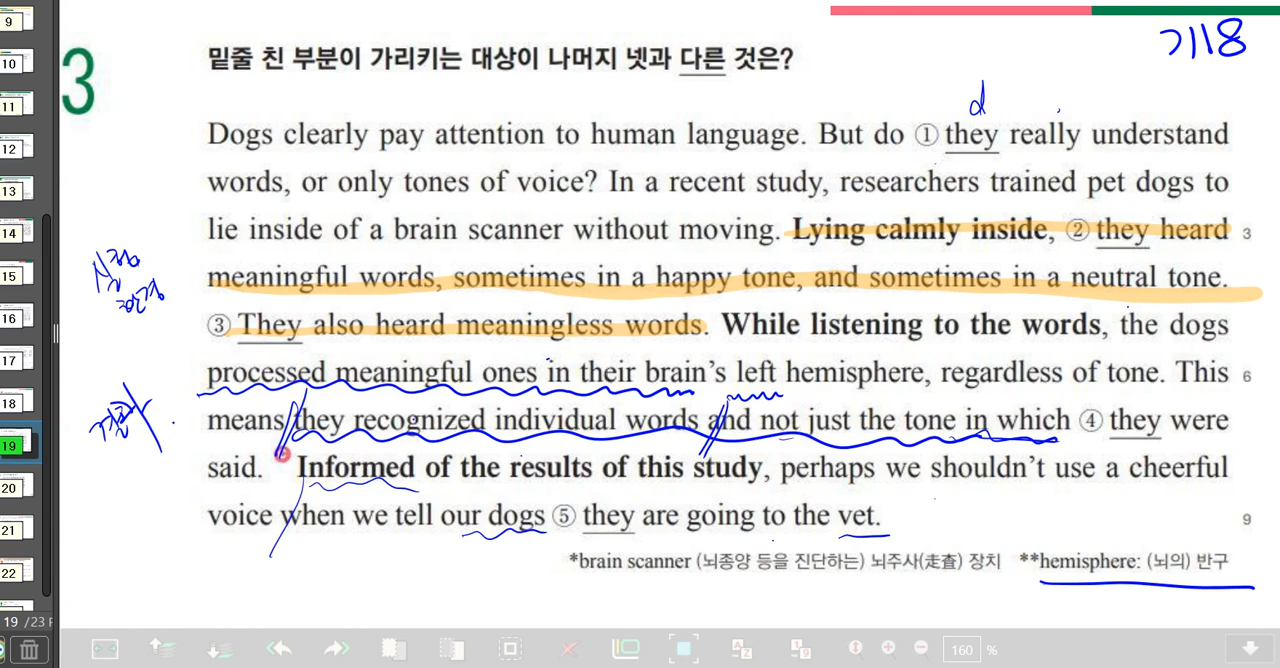 기118
3
밑줄 친 부분이 가리키는 대상이 나머지 넷과 다른 것은?
d
Dogs clearly pay attention to human language. But do ① they really understand
words, or only tones of voice? In a recent study, researchers trained pet dogs to
lie inside of a brain scanner without moving. Lying calmly inside, ② they heard 3
meaningful words, sometimes in a happy tone, and sometimes in a neutral tone.
③ They also heard meaningless words. While listening to the words, the dogs
processed meaningful ones in their brain's left hemisphere, regardless of tone. This 6
means they recognized individual words and not just the tone in which ④ they were
said. Informed of the results of this study, perhaps we shouldn't use a cheerful
voice when we tell our dogs ⑤ they are going to the vet. 9
*brain scanner (뇌종양 등을 진단하는) 뇌주사(走査) 장치 **hemisphere: (뇌의) 반구
9
10
11
12
13
14
15
16
17
18
19
20
21
22
19 /23
160 %